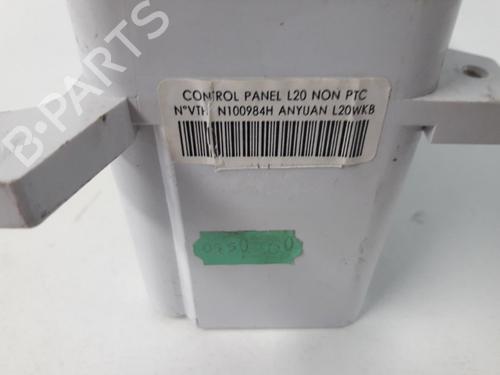 CONTROL PANEL L20 NON PTC
N°VTH N100984H ANYUAN L20WKB
B-PARTS